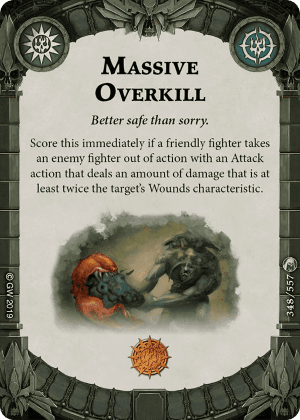 MASSIVE
OVERKILL
Better safe than sorry.
Score this immediately if a friendly fighter takes
an enemy fighter out of action with an Attack
action that deals an amount of damage that is at
least twice the target's Wounds characteristic.
© GW 2019
348/557